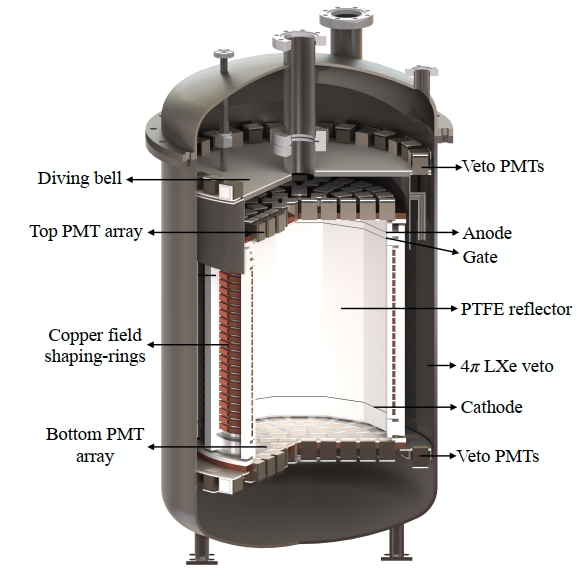 Veto PMTs
Diving bell
Top PMT array
Anode
Gate
PTFE reflector
Copper field
shaping-rings
4π LXe veto
Cathode
Bottom PMT
array
Veto PMTs